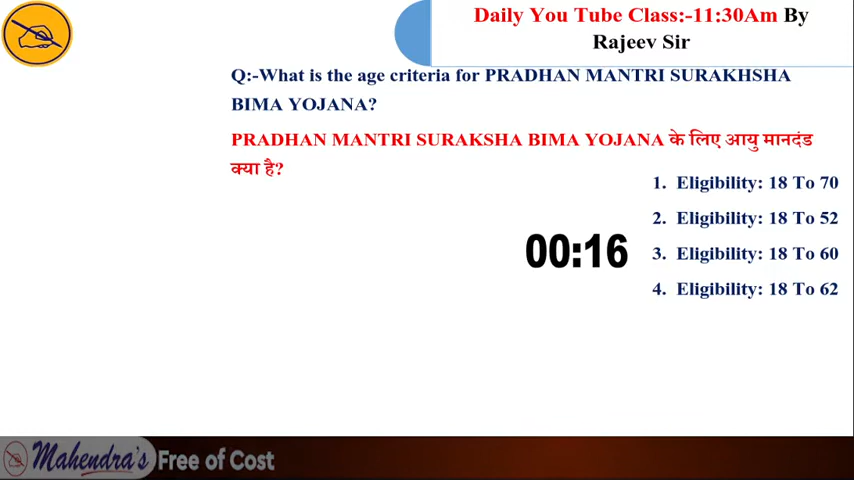 Daily You Tube Class:-11:30Am By
Rajeev Sir
Q:-What is the age criteria for PRADHAN MANTRI SURAKHSHA
BIMA YOJANA?
PRADHAN MANTRI SURAKSHA BIMA YOJANA के लिए आयु मानदंड
क्या है?
1. Eligibility: 18 To 70
2. Eligibility: 18 To 52
00:16
3. Eligibility: 18 To 60
4. Eligibility: 18 To 62
Mahendra's Free of Cost